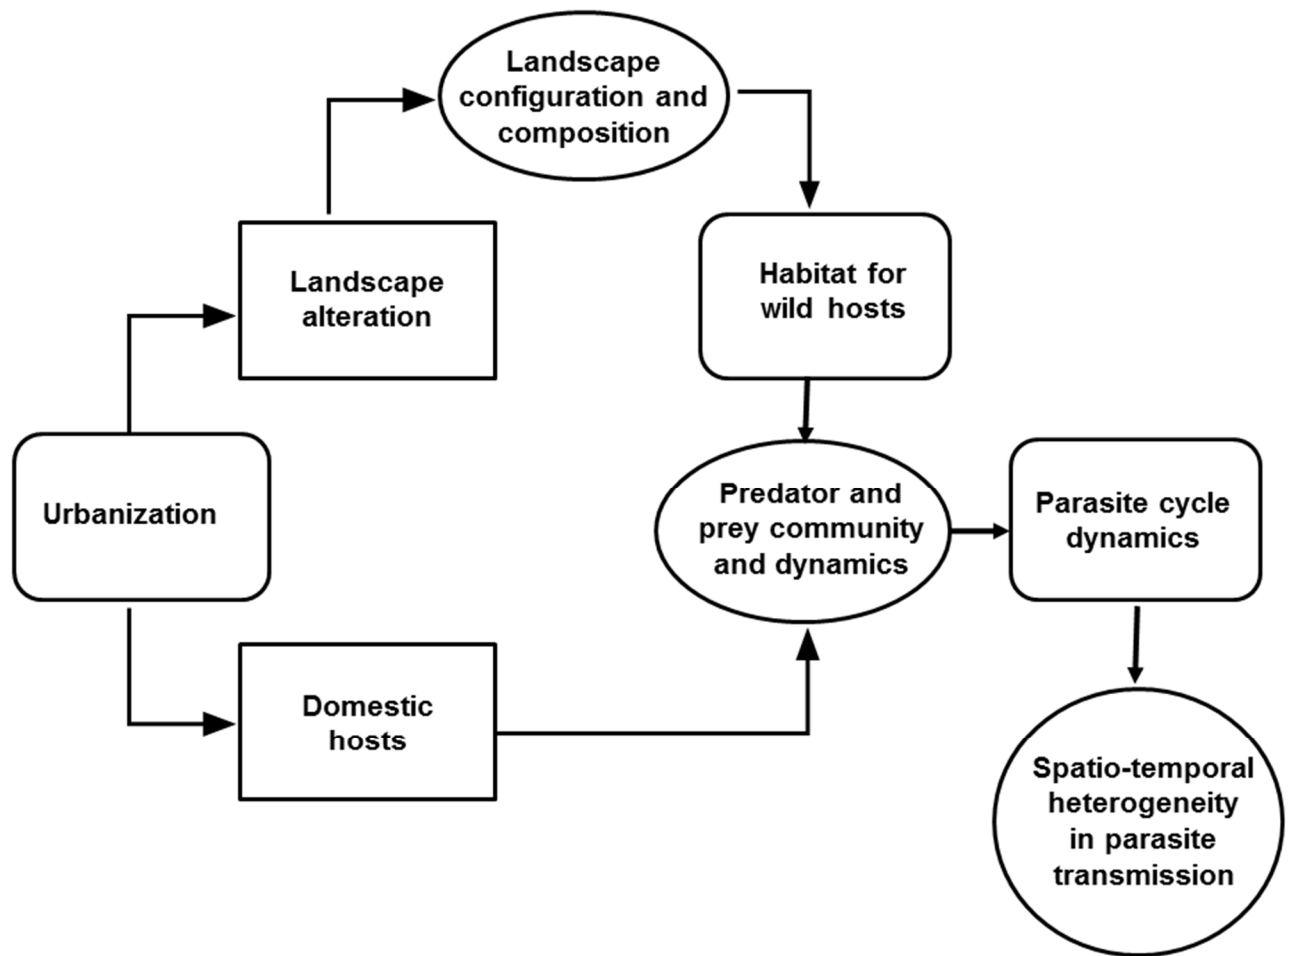 Landscape
configuration and
composition
Landscape
alteration
Habitat for
wild hosts
Urbanization
Predator and
prey community
and dynamics
Parasite cycle
dynamics
Domestic
hosts
Spatio-temporal
heterogeneity
in parasite
transmission